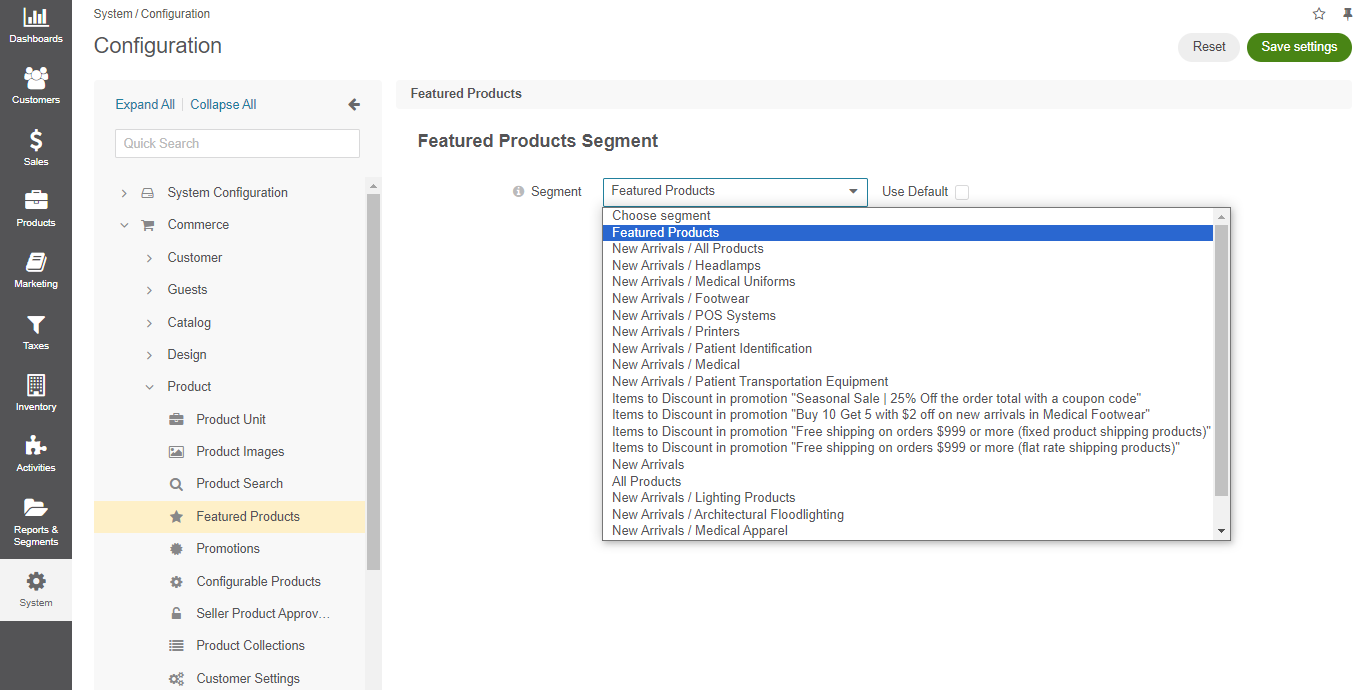 Dashboards
Customers
Sales
Products
Marketing
Taxes
Inventory
Activities
Reports &
Segments
System
System / Configuration
Configuration
Reset
Save settings
Expand All
Collapse All
Quick Search
System Configuration
Commerce
Customer
Guests
Catalog
Design
Product
Product Unit
Product Images
Product Search
Featured Products
Promotions
Configurable Products
Seller Product Approv…
Product Collections
Customer Settings
Featured Products
Featured Products Segment
Segment
Featured Products
Use Default
Choose segment
Featured Products
New Arrivals / All Products
New Arrivals / Headlamps
New Arrivals / Medical Uniforms
New Arrivals / Footwear
New Arrivals / POS Systems
New Arrivals / Printers
New Arrivals / Patient Identification
New Arrivals / Medical
New Arrivals / Patient Transportation Equipment
Items to Discount in promotion "Seasonal Sale | 25% Off the order total with a coupon code"
Items to Discount in promotion "Buy 10 Get 5 with $2 off on new arrivals in Medical Footwear"
Items to Discount in promotion "Free shipping on orders $999 or more (fixed product shipping products)"
Items to Discount in promotion "Free shipping on orders $999 or more (flat rate shipping products)"
New Arrivals
All Products
New Arrivals / Lighting Products
New Arrivals / Architectural Floodlighting
New Arrivals / Medical Apparel